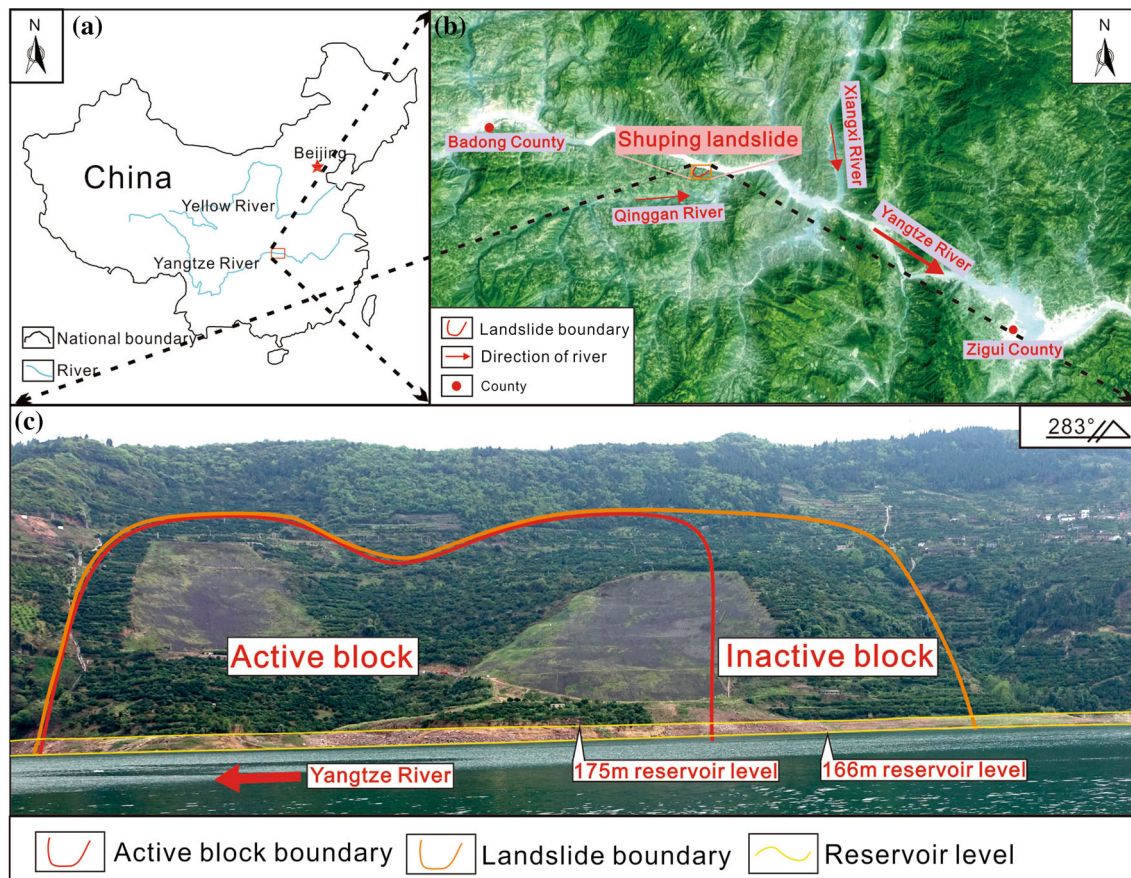 (a)
N
China
Beijing
Yellow River
Yangtze River
National boundary
River
(b)
N
Badong County
Shuping landslide
Xiangxi River
Qinggan River
Yangtze River
Zigui County
Landslide boundary
Direction of river
County
(c)
283°
Active block
Inactive block
175m reservoir level
166m reservoir level
Yangtze River
Active block boundary
Landslide boundary
Reservoir level